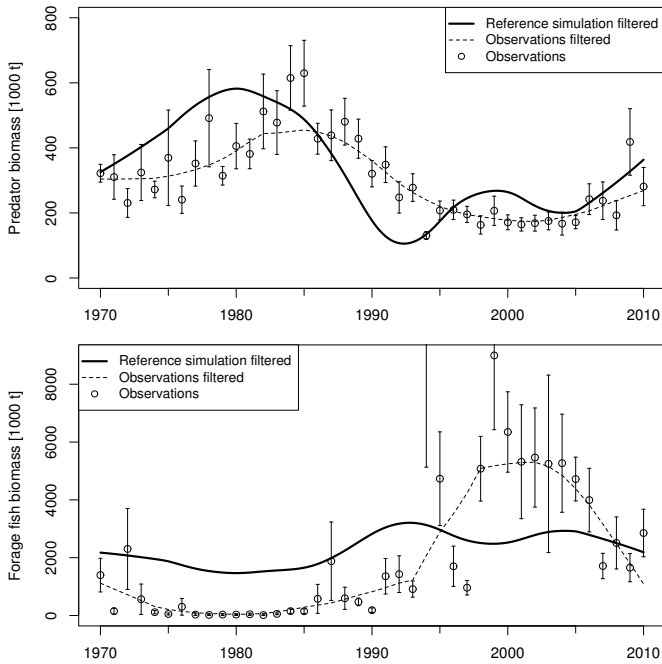 Predator biomass [1000 t]
800
600
400
200
0
Reference simulation filtered
Observations filtered
Observations
1970 1980 1990 2000 2010
Forage fish biomass [1000 t]
8000
6000
4000
2000
0
Reference simulation filtered
Observations filtered
Observations
1970 1980 1990 2000 2010